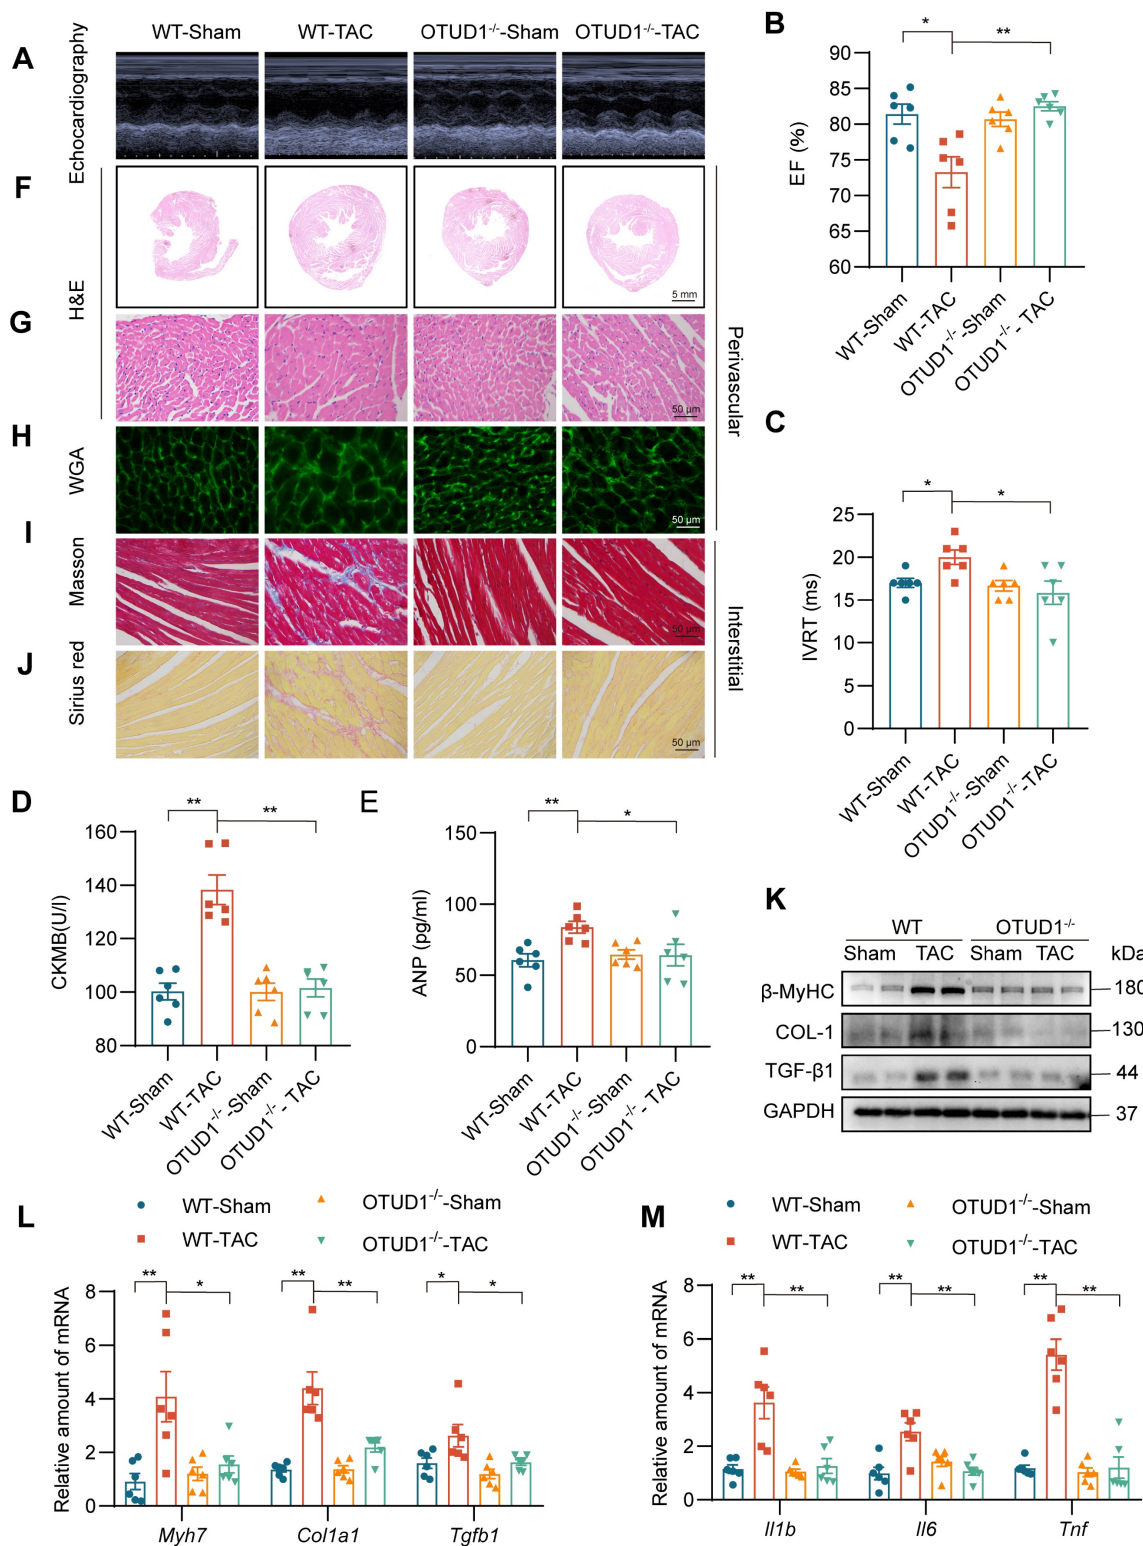 WT-Sham WT-TAC OTUD1-/--Sham OTUD1-/--TAC
A
Echocardiography
F
H&E
5 mm
G
50 µm
H
WGA
50 µm
Perivascular
I
Masson
50 µm
J
Sirius red
50 µm
Interstitial
B
* **
EF (%)
90
85
80
75
70
65
60
WT-Sham
WT-TAC
OTUD1-/--Sham
OTUD1-/-- TAC
C
* *
IVRT (ms)
25
20
15
10
5
0
WT-Sham
WT-TAC
OTUD1-/--Sham
OTUD1-/--TAC
D
** **
CKMB(U/l)
160
140
120
100
80
WT-Sham
WT-TAC
OTUD1-/--Sham
OTUD1-/-- TAC
E
** *
ANP (pg/ml)
150
100
50
0
WT-Sham
WT-TAC
OTUD1-/--Sham
OTUD1-/-- TAC
K
WT OTUD1-/-
Sham TAC Sham TAC kDa
β-MyHC 180
COL-1 130
TGF-β1 44
GAPDH 37
L
WT-Sham OTUD1-/--Sham
WT-TAC OTUD1-/--TAC
** * ** ** * *
Relative amount of mRNA
8
6
4
2
0
Myh7 Col1a1 Tgfb1
M
WT-Sham OTUD1-/--Sham
WT-TAC OTUD1-/--TAC
** ** ** ** ** **
Relative amount of mRNA
8
6
4
2
0
Il1b Il6 Tnf